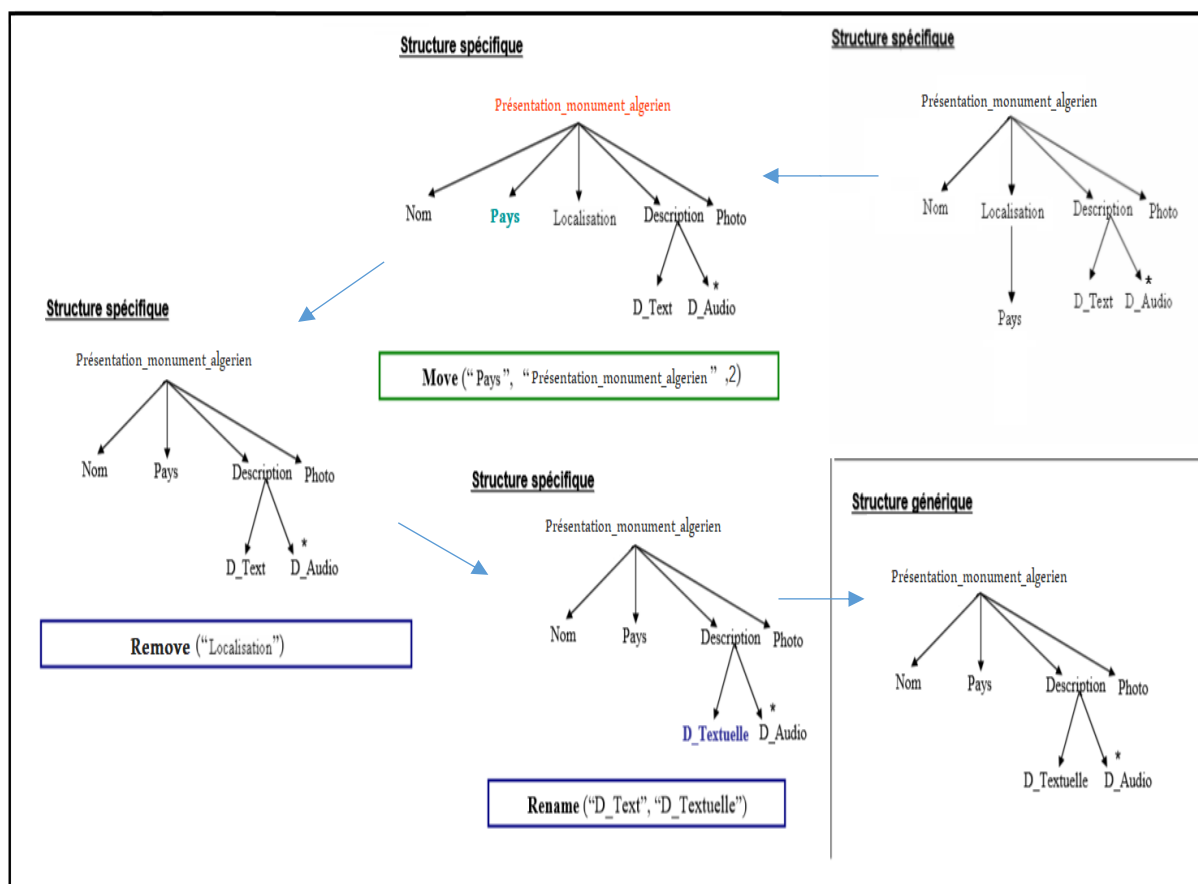 Structure spécifique
Présentation_monument_algerien
Nom Pays Localisation Description Photo
D_Text D_Audio *
Move (“Pays”, “Présentation_monument_algerien” ,2)
Structure spécifique
Présentation_monument_algerien
Nom Localisation Description Photo
Pays D_Text D_Audio *
Structure spécifique
Présentation_monument_algerien
Nom Pays Description Photo
D_Text D_Audio *
Remove (“Localisation”)
Structure spécifique
Présentation_monument_algerien
Nom Pays Description Photo
D_Textuelle D_Audio *
Rename (“D_Text”, “D_Textuelle”)
Structure générique
Présentation_monument_algerien
Nom Pays Description Photo
D_Textuelle D_Audio *